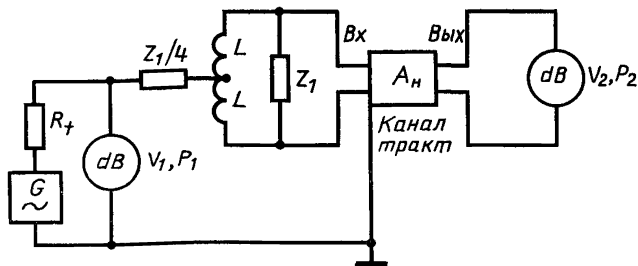 Вх
Вых
Z₁/4
L
L
Z₁
Aн
dB
V₂, P₂
R₊
Канал
тракт
dB
V₁, P₁
G
~